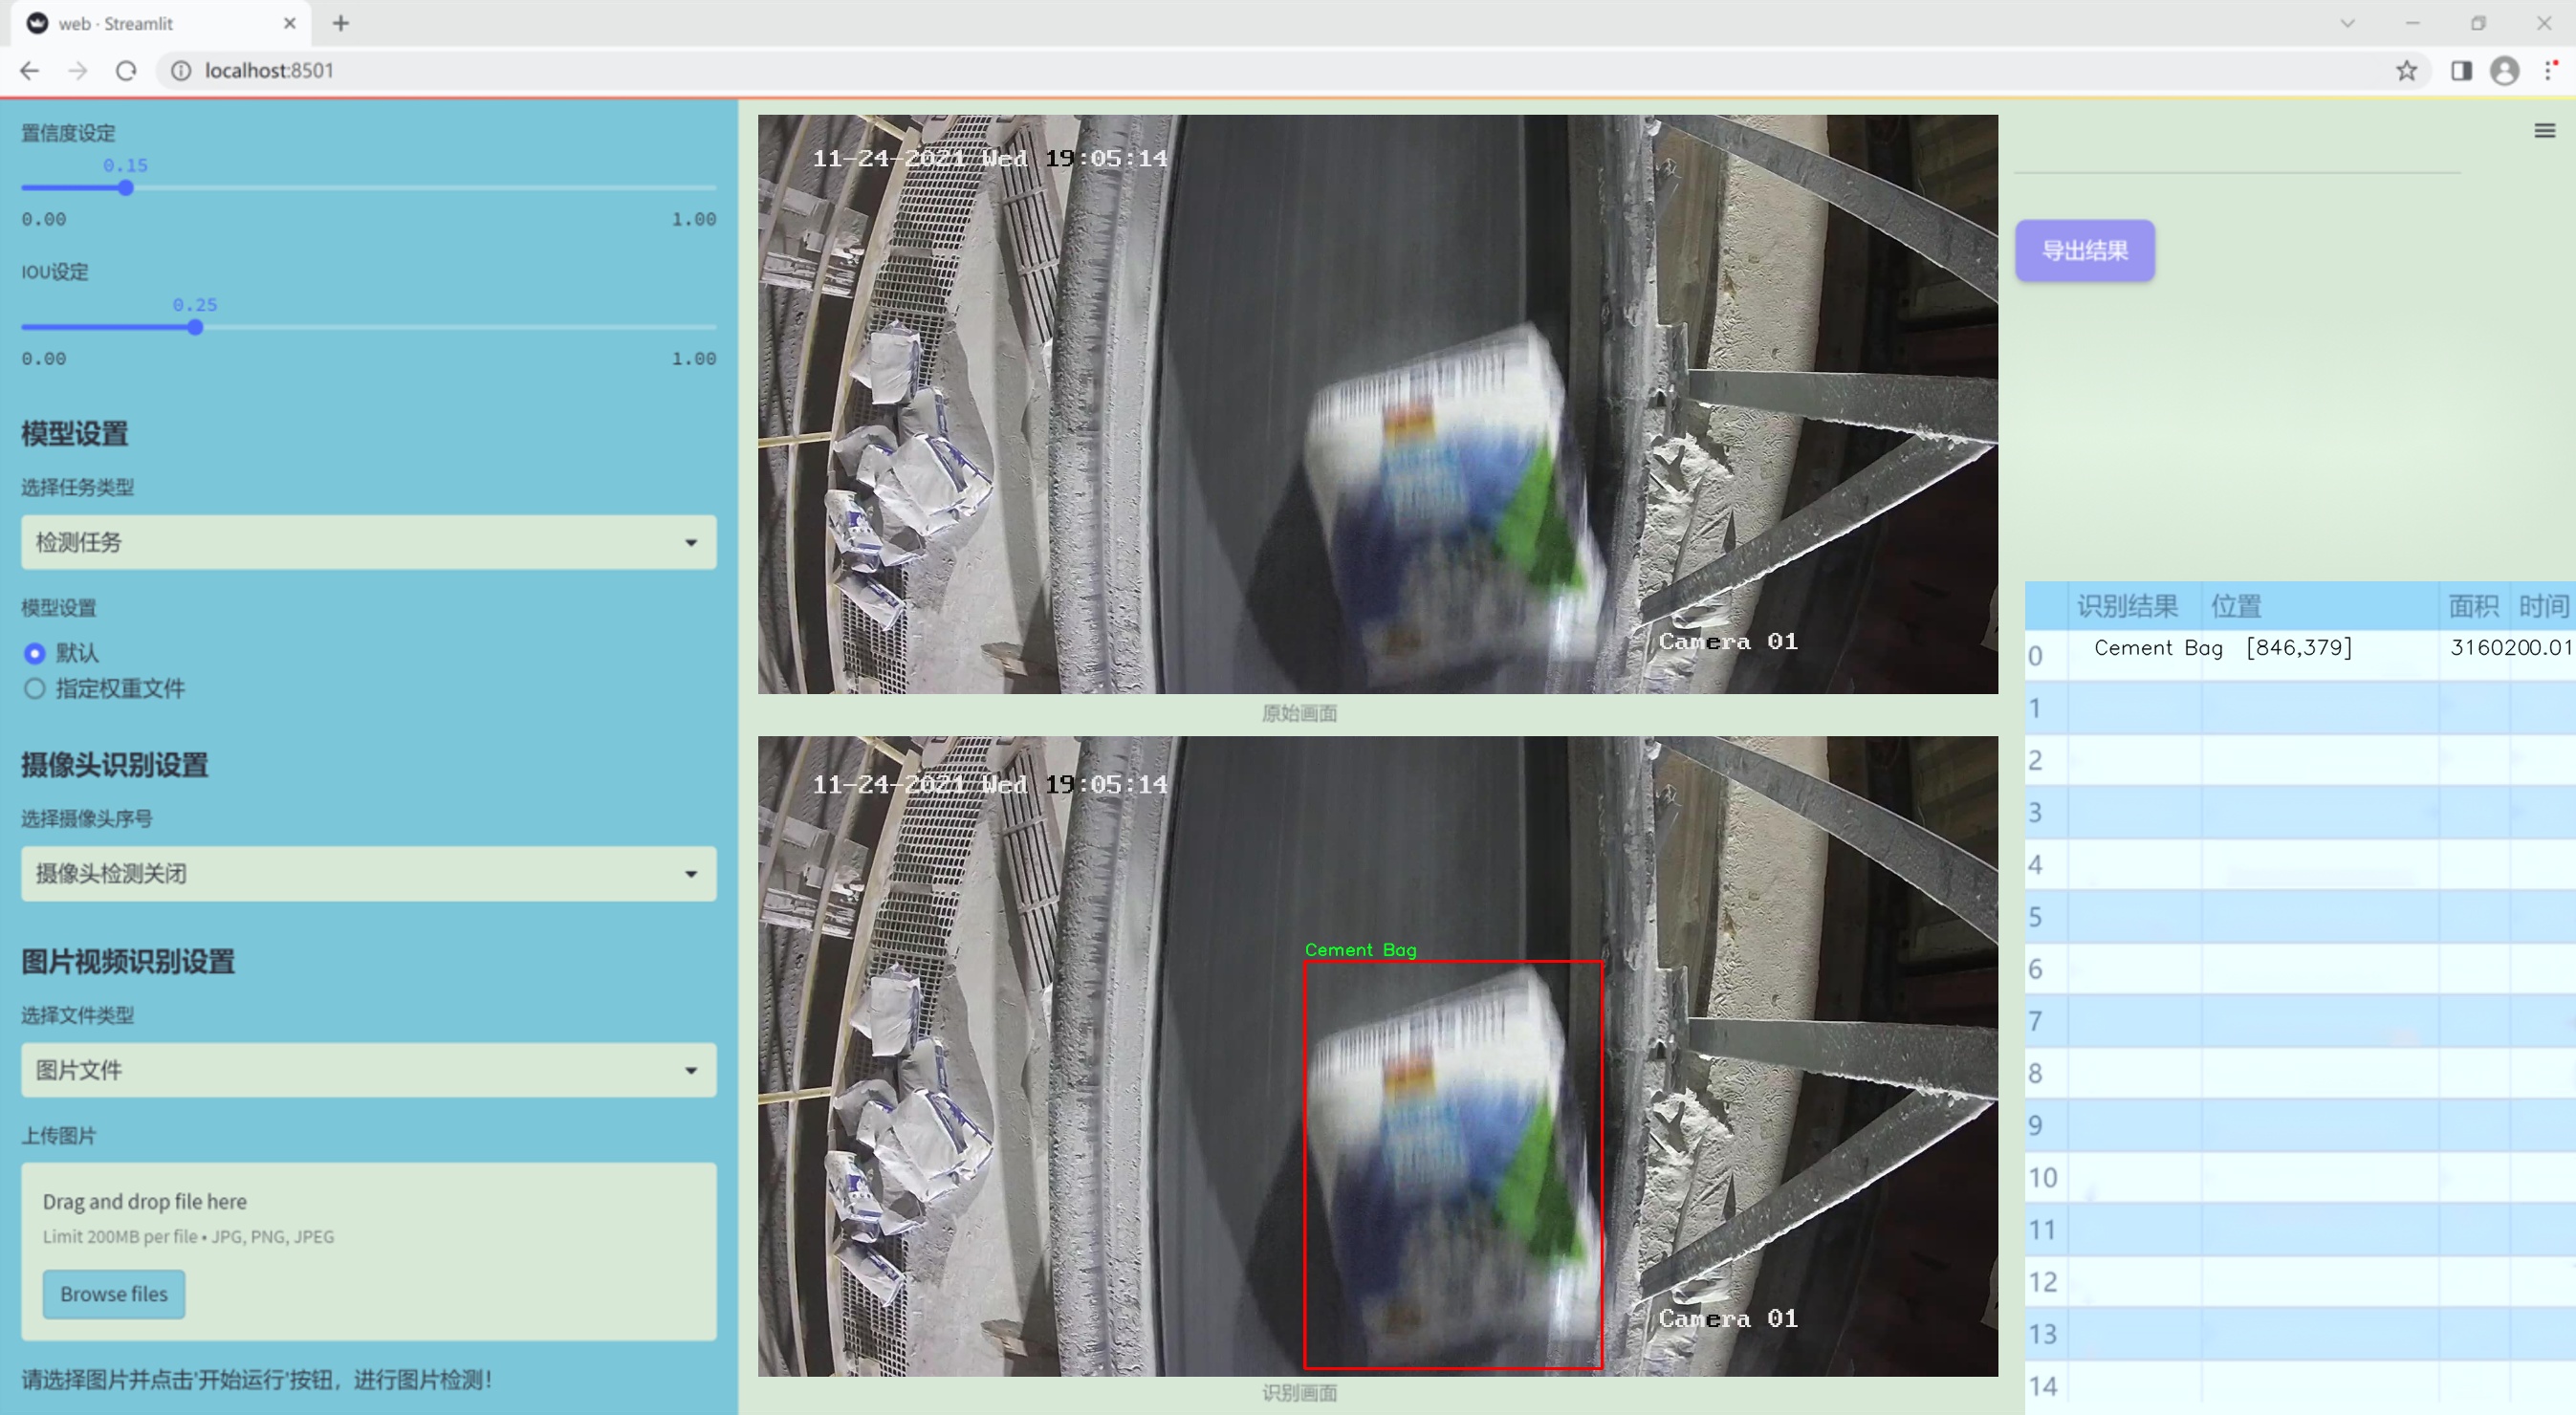 web · Streamlit
localhost:8501
置信度设定
0.15
0.00 1.00
IOU设定
0.25
0.00 1.00
模型设置
选择任务类型
检测任务
模型设置
默认
指定权重文件
摄像头识别设置
选择摄像头序号
摄像头检测关闭
图片视频识别设置
选择文件类型
图片文件
上传图片
Drag and drop file here
Limit 200MB per file • JPG, PNG, JPEG
Browse files
请选择图片并点击'开始运行'按钮，进行图片检测！
11-24-2021 Wed 19:05:14
Camera 01
原始画面
11-24-2021 Wed 19:05:14
Cement Bag
Camera 01
识别画面
导出结果
识别结果 位置 面积 时间
0 Cement Bag [846,379] 3160200.01
1
2
3
4
5
6
7
8
9
10
11
12
13
14